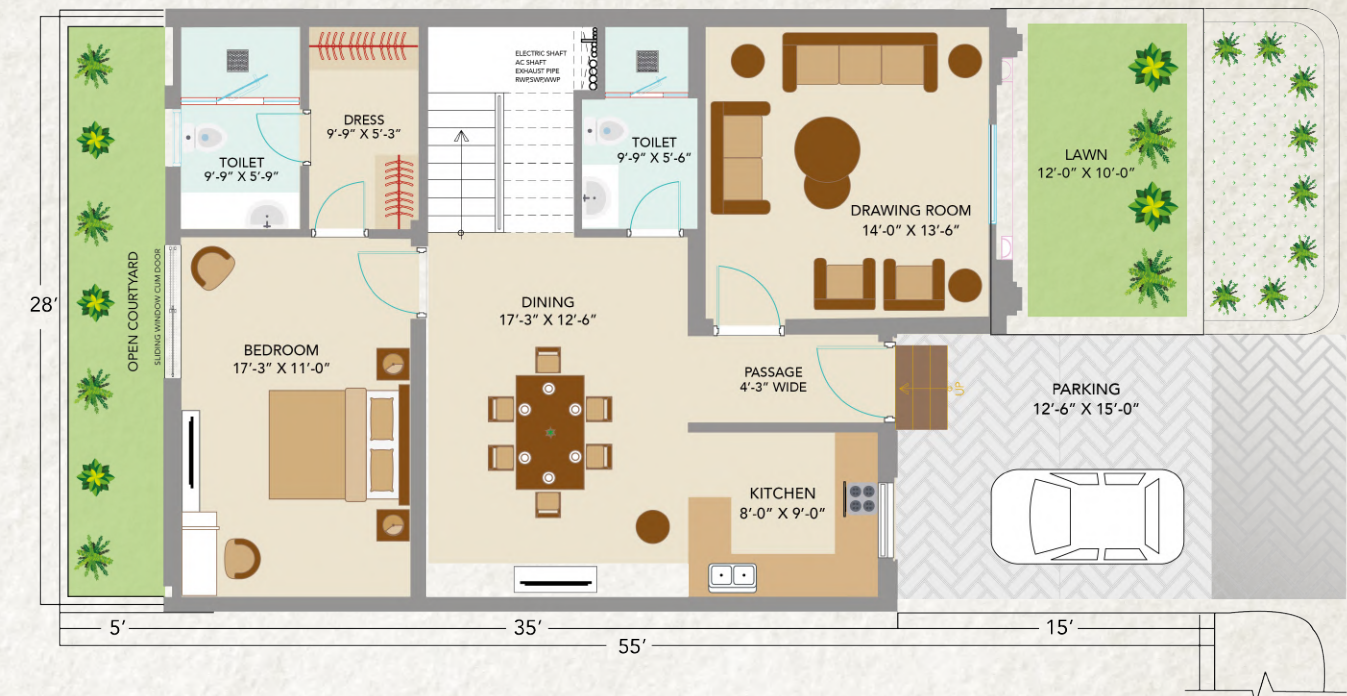 ELECTRIC SHAFT
AC SHAFT
EXHAUST PIPE
RWP,SWP,WWP
DRESS
9'-9" X 5'-3"
TOILET
9'-9" X 5'-9"
TOILET
9'-9" X 5'-6"
LAWN
12'-0" X 10'-0"
DRAWING ROOM
14'-0" X 13'-6"
OPEN COURTYARD
SLIDING WINDOW CUM DOOR
28'
DINING
17'-3" X 12'-6"
BEDROOM
17'-3" X 11'-0"
PASSAGE
4'-3" WIDE
UP
PARKING
12'-6" X 15'-0"
KITCHEN
8'-0" X 9'-0"
5'
35'
15'
55'